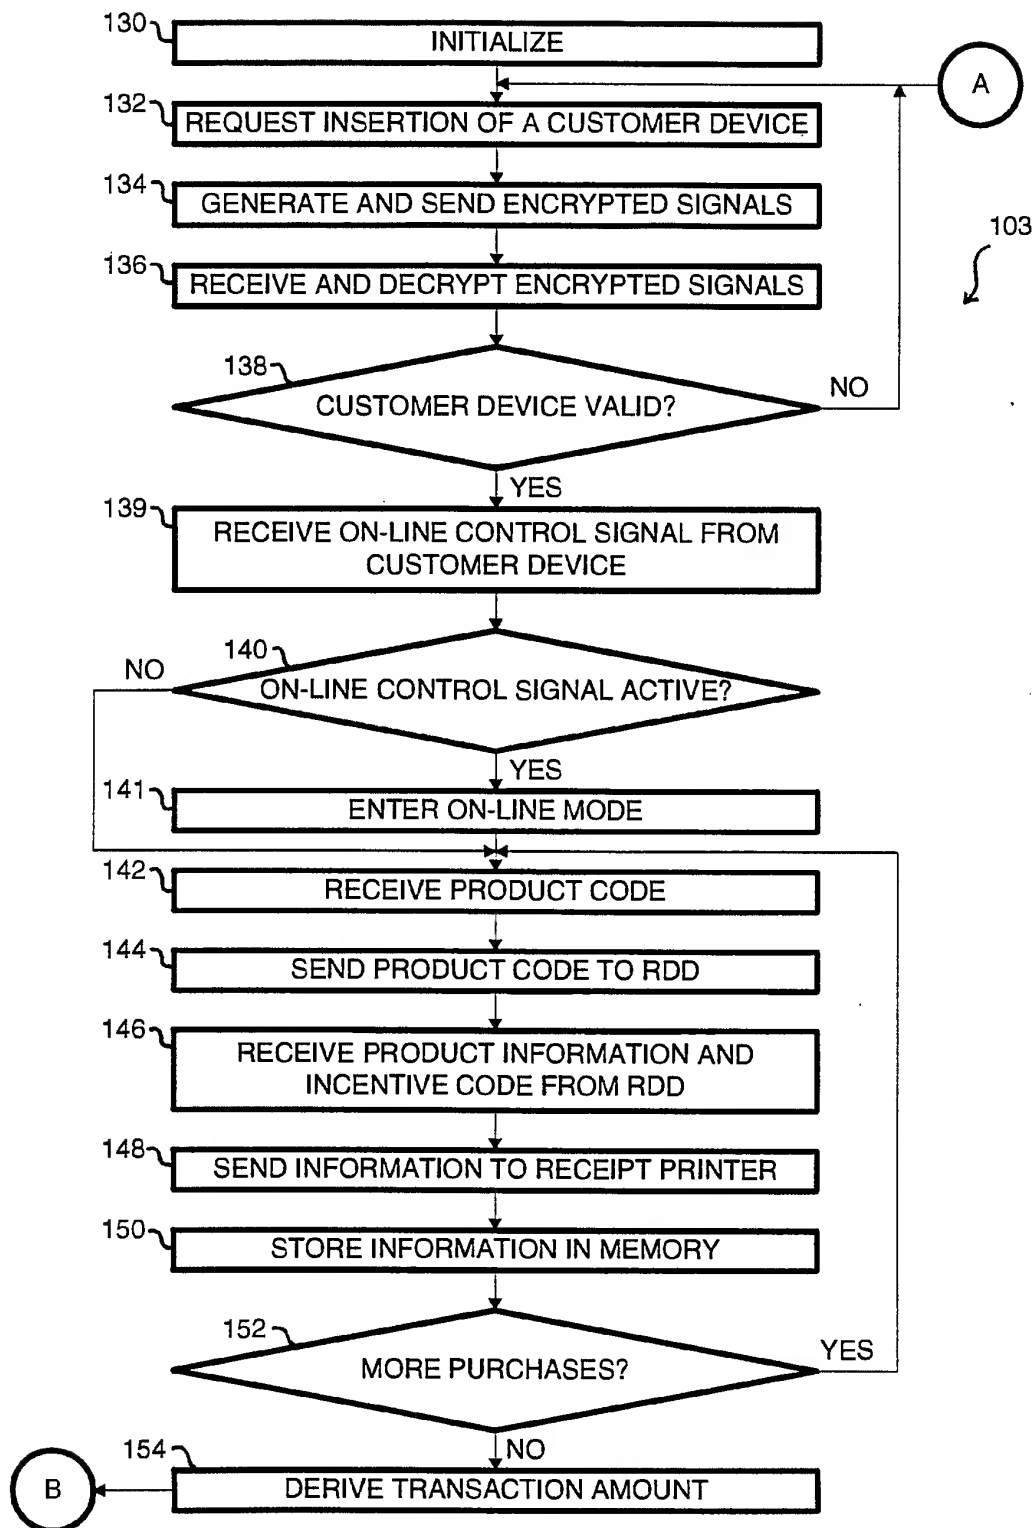 130
INITIALIZE
A
132
REQUEST INSERTION OF A CUSTOMER DEVICE
134
GENERATE AND SEND ENCRYPTED SIGNALS
103
136
RECEIVE AND DECRYPT ENCRYPTED SIGNALS
138
CUSTOMER DEVICE VALID?
NO
YES
139
RECEIVE ON-LINE CONTROL SIGNAL FROM
CUSTOMER DEVICE
140
NO
ON-LINE CONTROL SIGNAL ACTIVE?
YES
141
ENTER ON-LINE MODE
142
RECEIVE PRODUCT CODE
144
SEND PRODUCT CODE TO RDD
146
RECEIVE PRODUCT INFORMATION AND
INCENTIVE CODE FROM RDD
148
SEND INFORMATION TO RECEIPT PRINTER
150
STORE INFORMATION IN MEMORY
152
MORE PURCHASES?
YES
NO
154
B
DERIVE TRANSACTION AMOUNT